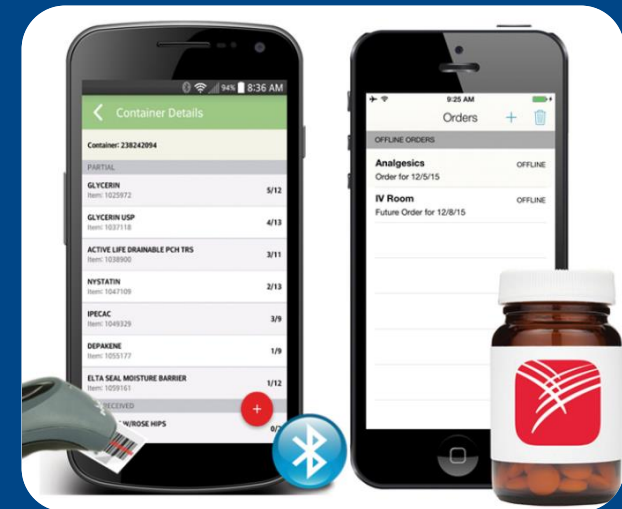 94% 8:36 AM
Container Details
Container: 238242094
PARTIAL
GLYCERIN
Item: 1025972
5/12
GLYCERIN USP
Item: 1037118
4/13
ACTIVE LIFE DRAINABLE PCH TRS
Item: 1038900
3/11
NYSTATIN
Item: 1047109
2/13
IPECAC
Item: 1049329
3/9
DEPAKENE
Item: 1055177
1/9
ELTA SEAL MOISTURE BARRIER
Item: 1059161
1/12
RECEIVED
W/ROSE HIPS
+
9:25 AM
Orders +
OFFLINE ORDERS
Analgesics OFFLINE
Order for 12/5/15
IV Room OFFLINE
Future Order for 12/8/15